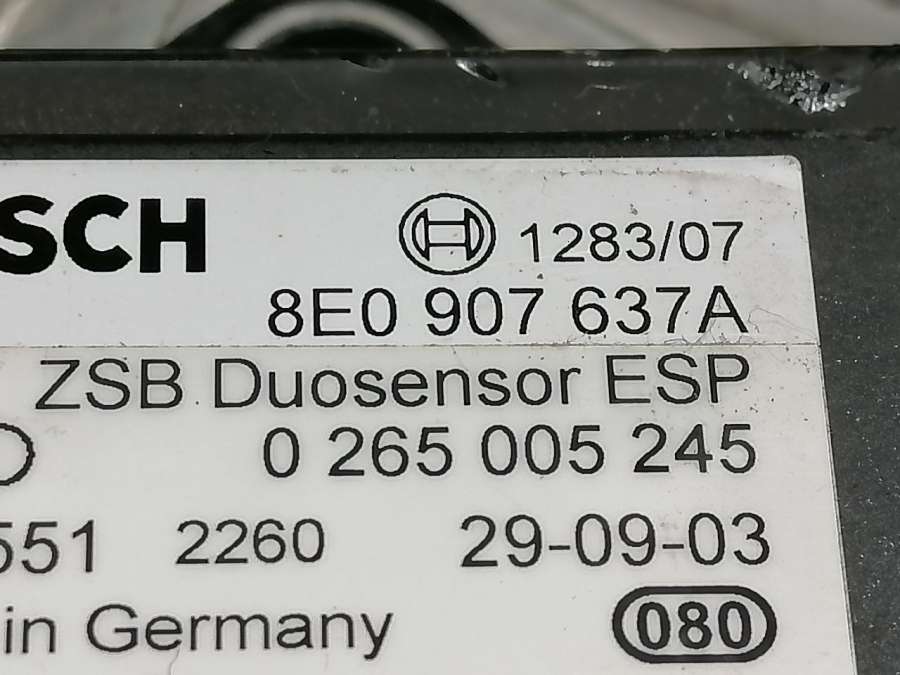 SCH 1283/07
8E0 907 637A
ZSB Duosensor ESP
0 265 005 245
551 2260 29-09-03
in Germany
080